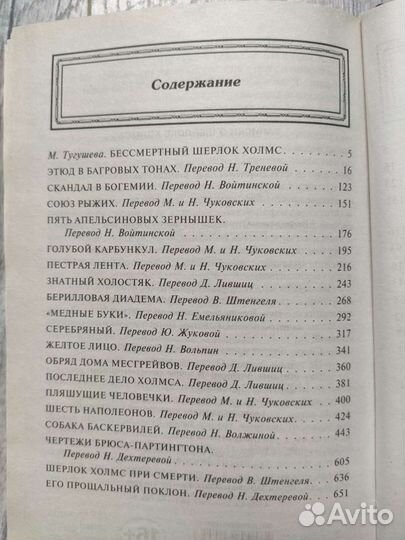 Содержание
М. Тугушева. БЕССМЕРТНЫЙ ШЕРЛОК ХОЛМС . . . . . . . 5
ЭТЮД В БАГРОВЫХ ТОНАХ. Перевод Н. Треневой . . . . . . 16
СКАНДАЛ В БОГЕМИИ. Перевод Н. Войтинской . . . . . . . 123
СОЮЗ РЫЖИХ. Перевод М. и Н. Чуковских . . . . . . . . . 151
ПЯТЬ АПЕЛЬСИНОВЫХ ЗЕРНЫШЕК.
Перевод Н. Войтинской . . . . . . . . . . . . . . . . . . . 176
ГОЛУБОЙ КАРБУНКУЛ. Перевод М. и Н. Чуковских . . . . . 195
ПЕСТРАЯ ЛЕНТА. Перевод М. и Н. Чуковских . . . . . . . . 216
ЗНАТНЫЙ ХОЛОСТЯК. Перевод Д. Лившиц . . . . . . . . . 243
БЕРИЛЛОВАЯ ДИАДЕМА. Перевод В. Штенгеля . . . . . . . 268
«МЕДНЫЕ БУКИ». Перевод Н. Емельяниковой . . . . . . . . 292
СЕРЕБРЯНЫЙ. Перевод Ю. Жуковой . . . . . . . . . . . . . 317
ЖЕЛТОЕ ЛИЦО. Перевод Н. Вольпин . . . . . . . . . . . . . 341
ОБРЯД ДОМА МЕСГРЕЙВОВ. Перевод Д. Лившиц . . . . . . 360
ПОСЛЕДНЕЕ ДЕЛО ХОЛМСА. Перевод Д. Лившиц . . . . . . 381
ПЛЯШУЩИЕ ЧЕЛОВЕЧКИ. Перевод М. и Н. Чуковских . . . . 400
ШЕСТЬ НАПОЛЕОНОВ. Перевод М. и Н. Чуковских . . . . . . 424
СОБАКА БАСКЕРВИЛЕЙ. Перевод Н. Волжиной . . . . . . . . 443
ЧЕРТЕЖИ БРЮСА-ПАРТИНГТОНА.
Перевод Н. Дехтеревой . . . . . . . . . . . . . . . . . . . 605
ШЕРЛОК ХОЛМС ПРИ СМЕРТИ. Перевод В. Штенгеля . . . . 636
ЕГО ПРОЩАЛЬНЫЙ ПОКЛОН. Перевод Н. Дехтеревой . . . . 651
Avito